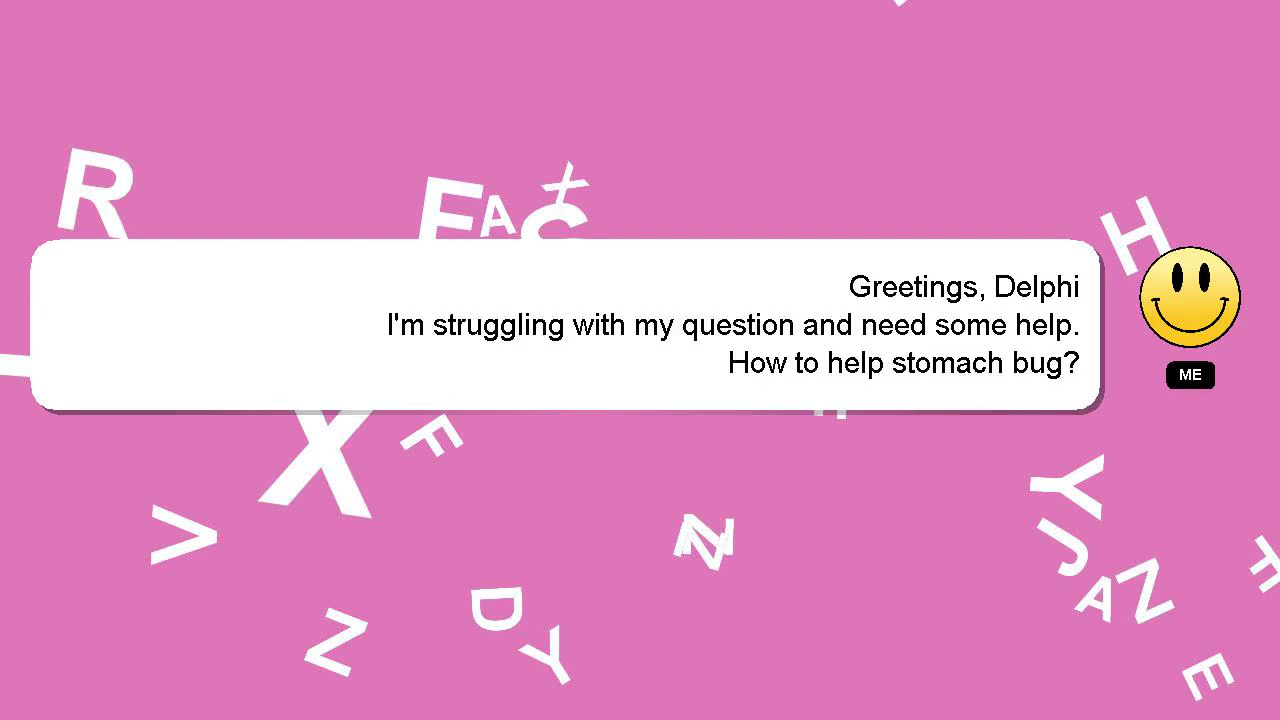 Greetings, Delphi
I'm struggling with my question and need some help.
How to help stomach bug?
ME
R
F
A
S
H
X
F
V
N
Z
D
Y
Y
J
A
Z
F
E